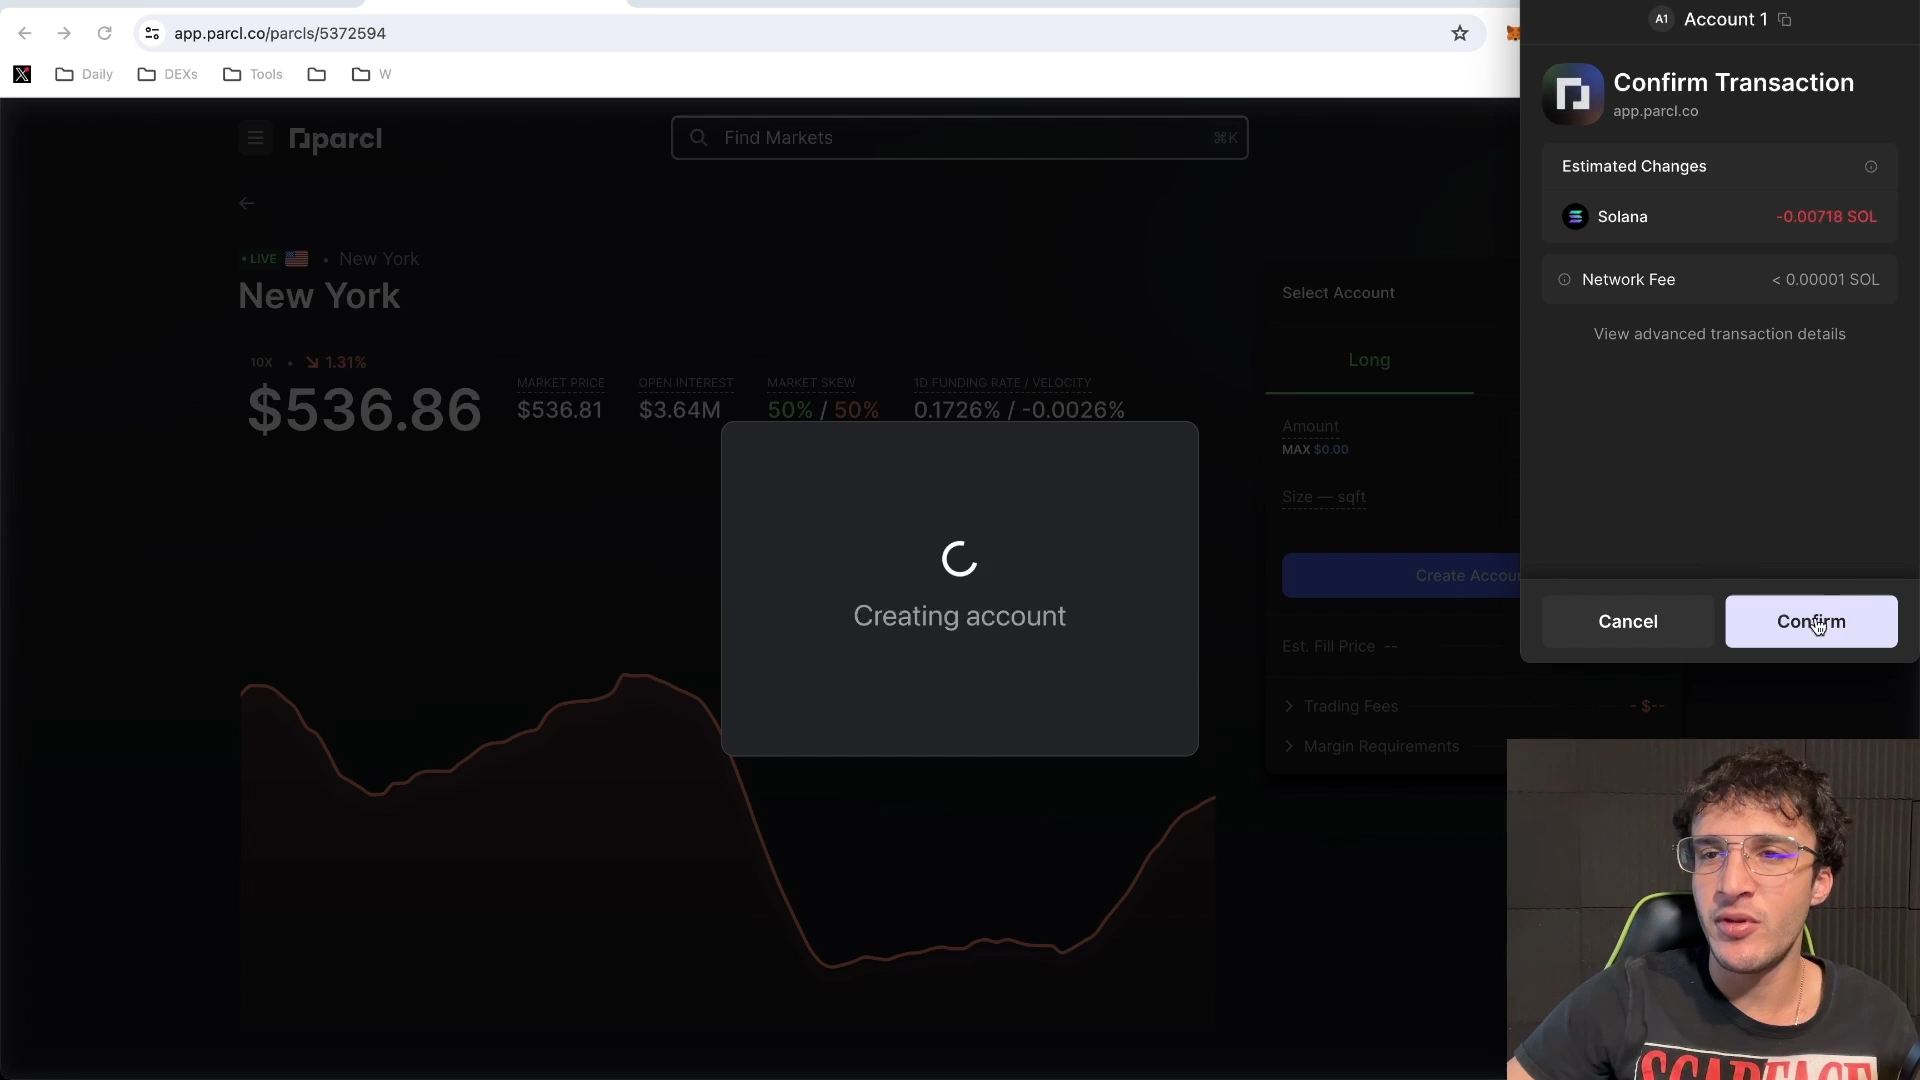 app.parcl.co/parcls/5372594
Daily
DEXs
Tools
W
parcl
Find Markets
⌘K
LIVE • New York
New York
10X • 1.31%
$536.86
MARKET PRICE
$536.81
OPEN INTEREST
$3.64M
MARKET SKEW
50% / 50%
1D FUNDING RATE / VELOCITY
0.1726% / -0.0026%
Creating account
Select Account
Long
Amount
MAX $0.00
Size — sqft
Create Accou
Est. Fill Price --
Trading Fees
- $--
Margin Requirements
A1 Account 1
Confirm Transaction
app.parcl.co
Estimated Changes
Solana
-0.00718 SOL
Network Fee
< 0.00001 SOL
View advanced transaction details
Cancel
Confirm
SCARFACE